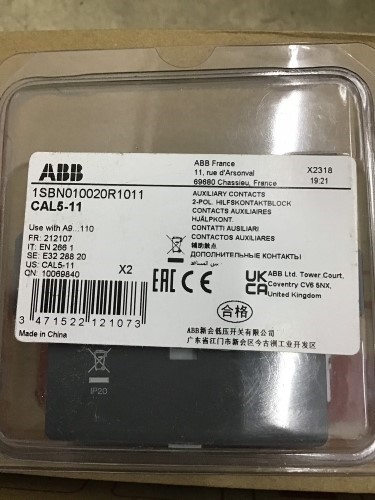 ABB
ABB France
11, rue d'Arsonval
69680 Chassieu, France
X2318
19:21
1SBN010020R1011
CAL5-11
AUXILIARY CONTACTS
2-POL. HILFSKONTAKTBLOCK
CONTACTS AUXILIAIRES
HJÄLPKONT.
CONTATTI AUSILIARI
CONTACTOS AUXILIARES
辅助触点
ДОПОЛНИТЕЛЬНЫЕ КОНТАКТЫ
Use with A9...110
FR: 212107
IT: EN 266 1
SE: E32 288 20
US: CAL5-11
CN: 10069840
X2
EAC CE
UK CA
ABB Ltd. Tower Court,
Coventry CV6 5NX,
United Kingdom
3 471522 121073
Made in China
合格
ABB新会低压开关有限公司
广东省江门市新会区今古洲工业开发区
IP20